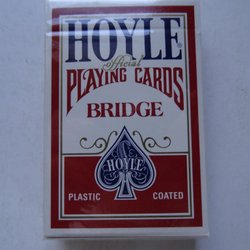 HOYLE®
official
PLAYING CARDS
BRIDGE
HOYLE
PLASTIC COATED